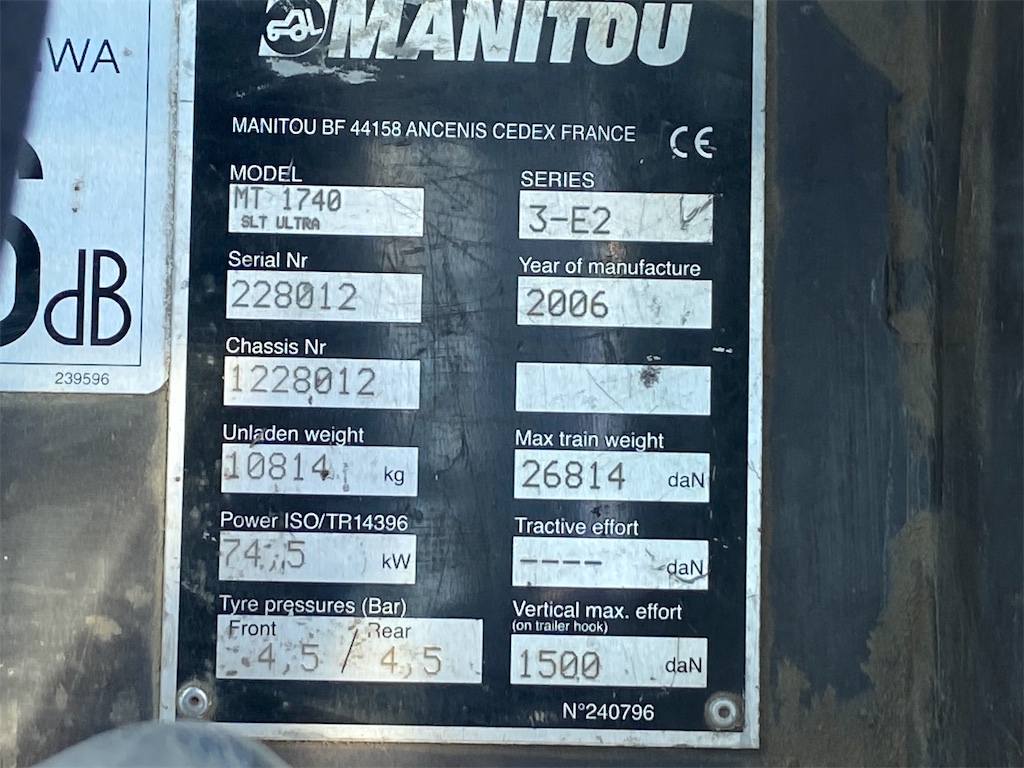 WA
dB
239596
MANITOU
MANITOU BF 44158 ANCENIS CEDEX FRANCE CE
MODEL
MT 1740
SLT ULTRA
SERIES
3-E2
Serial Nr
228012
Year of manufacture
2006
Chassis Nr
1228012
Unladen weight
10814 kg
Max train weight
26814 daN
Power ISO/TR14396
74,5 kW
Tractive effort
---- daN
Tyre pressures (Bar)
Front Rear
4,5 / 4,5
Vertical max. effort
(on trailer hook)
1500 daN
N°240796